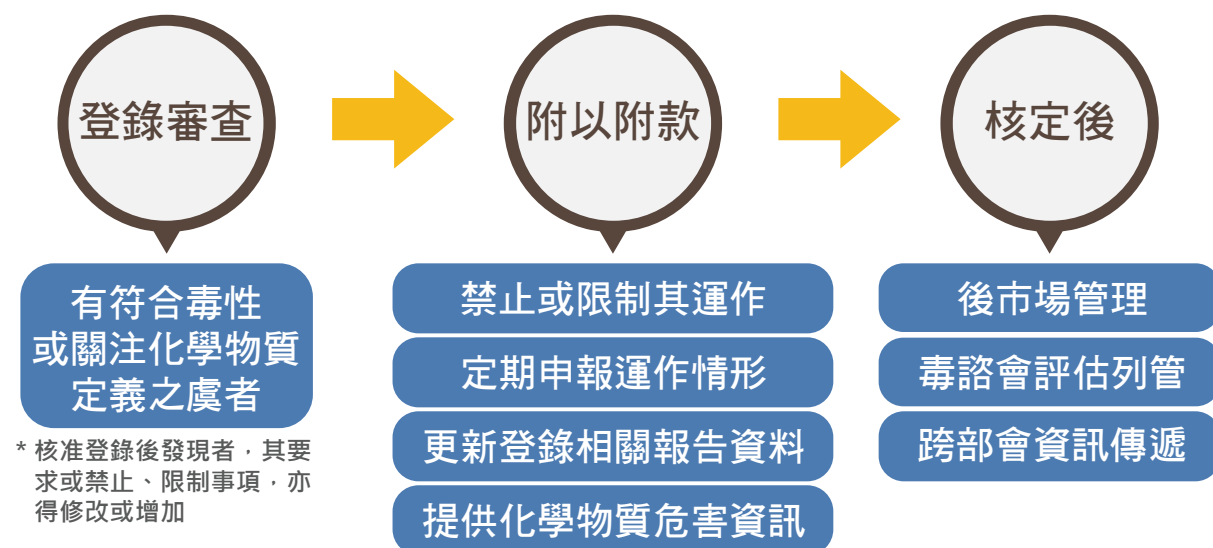 登錄審查
附以附款
核定後
有符合毒性
或關注化學物質
定義之虞者
* 核准登錄後發現者，其要
求或禁止、限制事項，亦
得修改或增加
禁止或限制其運作
定期申報運作情形
更新登錄相關報告資料
提供化學物質危害資訊
後市場管理
毒諮會評估列管
跨部會資訊傳遞